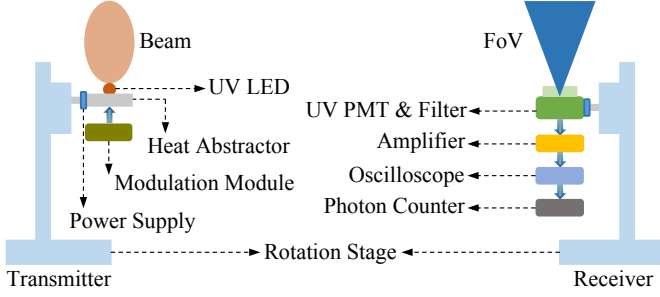 Beam
UV LED
Heat Abstractor
Modulation Module
Power Supply
Transmitter
Rotation Stage
FoV
UV PMT & Filter
Amplifier
Oscilloscope
Photon Counter
Receiver